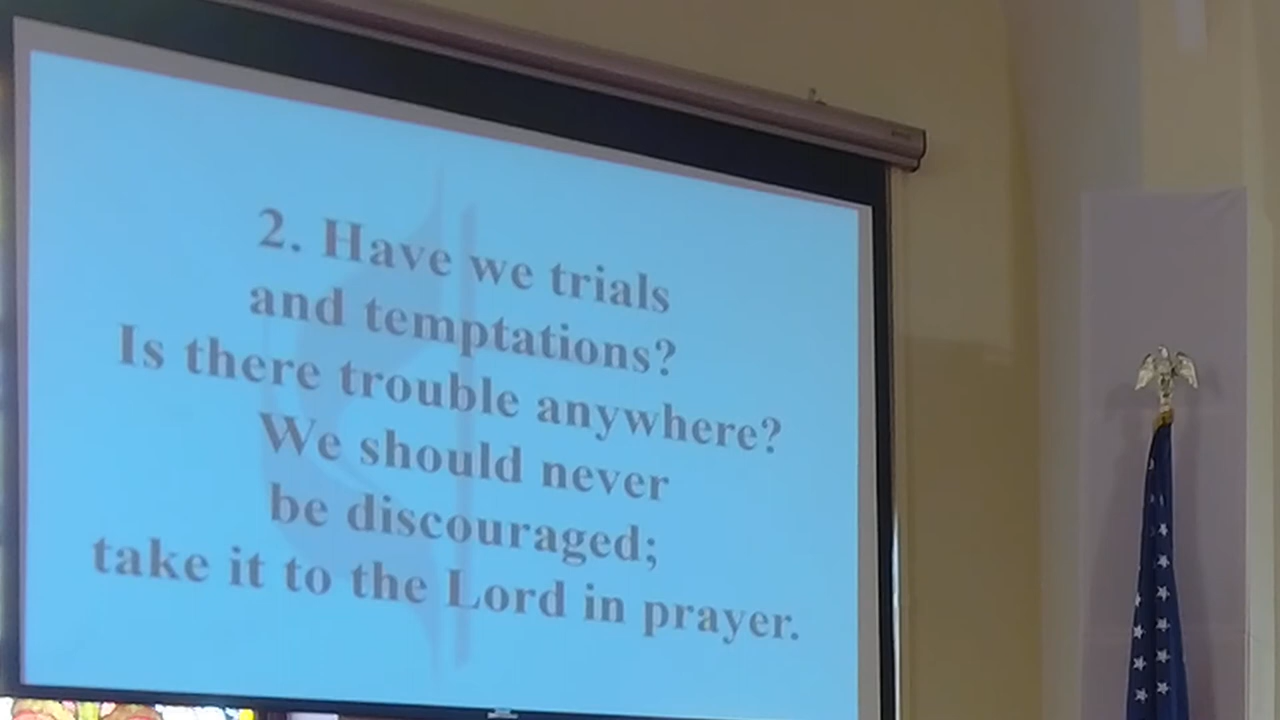 2. Have we trials
and temptations?
Is there trouble anywhere?
We should never
be discouraged;
take it to the Lord in prayer.